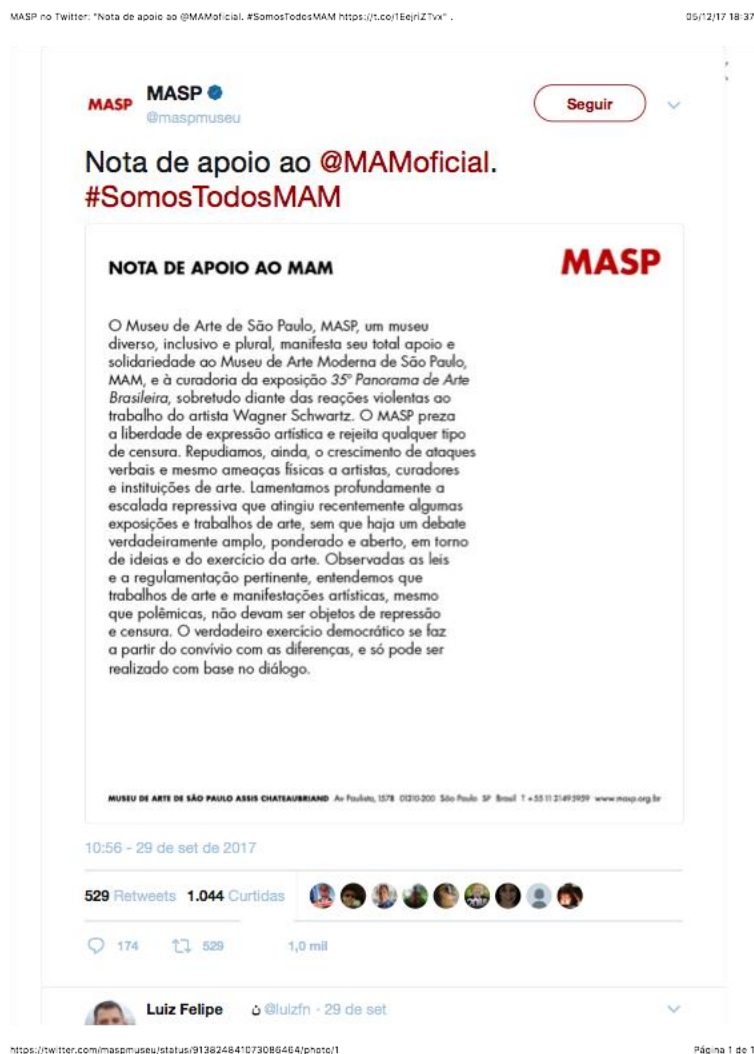 MASP no Twitter: "Nota de apoio ao @MAMoficial. #SomosTodosMAM https://t.co/1EejriZTvx" .
05/12/17 18:37
MASP
MASP
@maspmuseu
Seguir
Nota de apoio ao @MAMoficial.
#SomosTodosMAM
NOTA DE APOIO AO MAM
MASP
O Museu de Arte de São Paulo, MASP, um museu
diverso, inclusivo e plural, manifesta seu total apoio e
solidariedade ao Museu de Arte Moderna de São Paulo,
MAM, e à curadoria da exposição 35º Panorama de Arte
Brasileira, sobretudo diante das reações violentas ao
trabalho do artista Wagner Schwartz. O MASP preza
a liberdade de expressão artística e rejeita qualquer tipo
de censura. Repudiamos, ainda, o crescimento de ataques
verbais e mesmo ameaças físicas a artistas, curadores
e instituições de arte. Lamentamos profundamente a
escalada repressiva que atingiu recentemente algumas
exposições e trabalhos de arte, sem que haja um debate
verdadeiramente amplo, ponderado e aberto, em torno
de ideias e do exercício da arte. Observadas as leis
e a regulamentação pertinente, entendemos que
trabalhos de arte e manifestações artísticas, mesmo
que polêmicas, não devam ser objetos de repressão
e censura. O verdadeiro exercício democrático se faz
a partir do convívio com as diferenças, e só pode ser
realizado com base no diálogo.
MUSEU DE ARTE DE SÃO PAULO ASSIS CHATEAUBRIAND Av Paulista, 1578 01310-200 São Paulo SP Brasil T +55 11 31495959 www.masp.org.br
10:56 - 29 de set de 2017
529 Retweets 1.044 Curtidas
174 529 1,0 mil
Luiz Felipe ن @luizfn · 29 de set
https://twitter.com/maspmuseu/status/913824841073086464/photo/1
Página 1 de 1